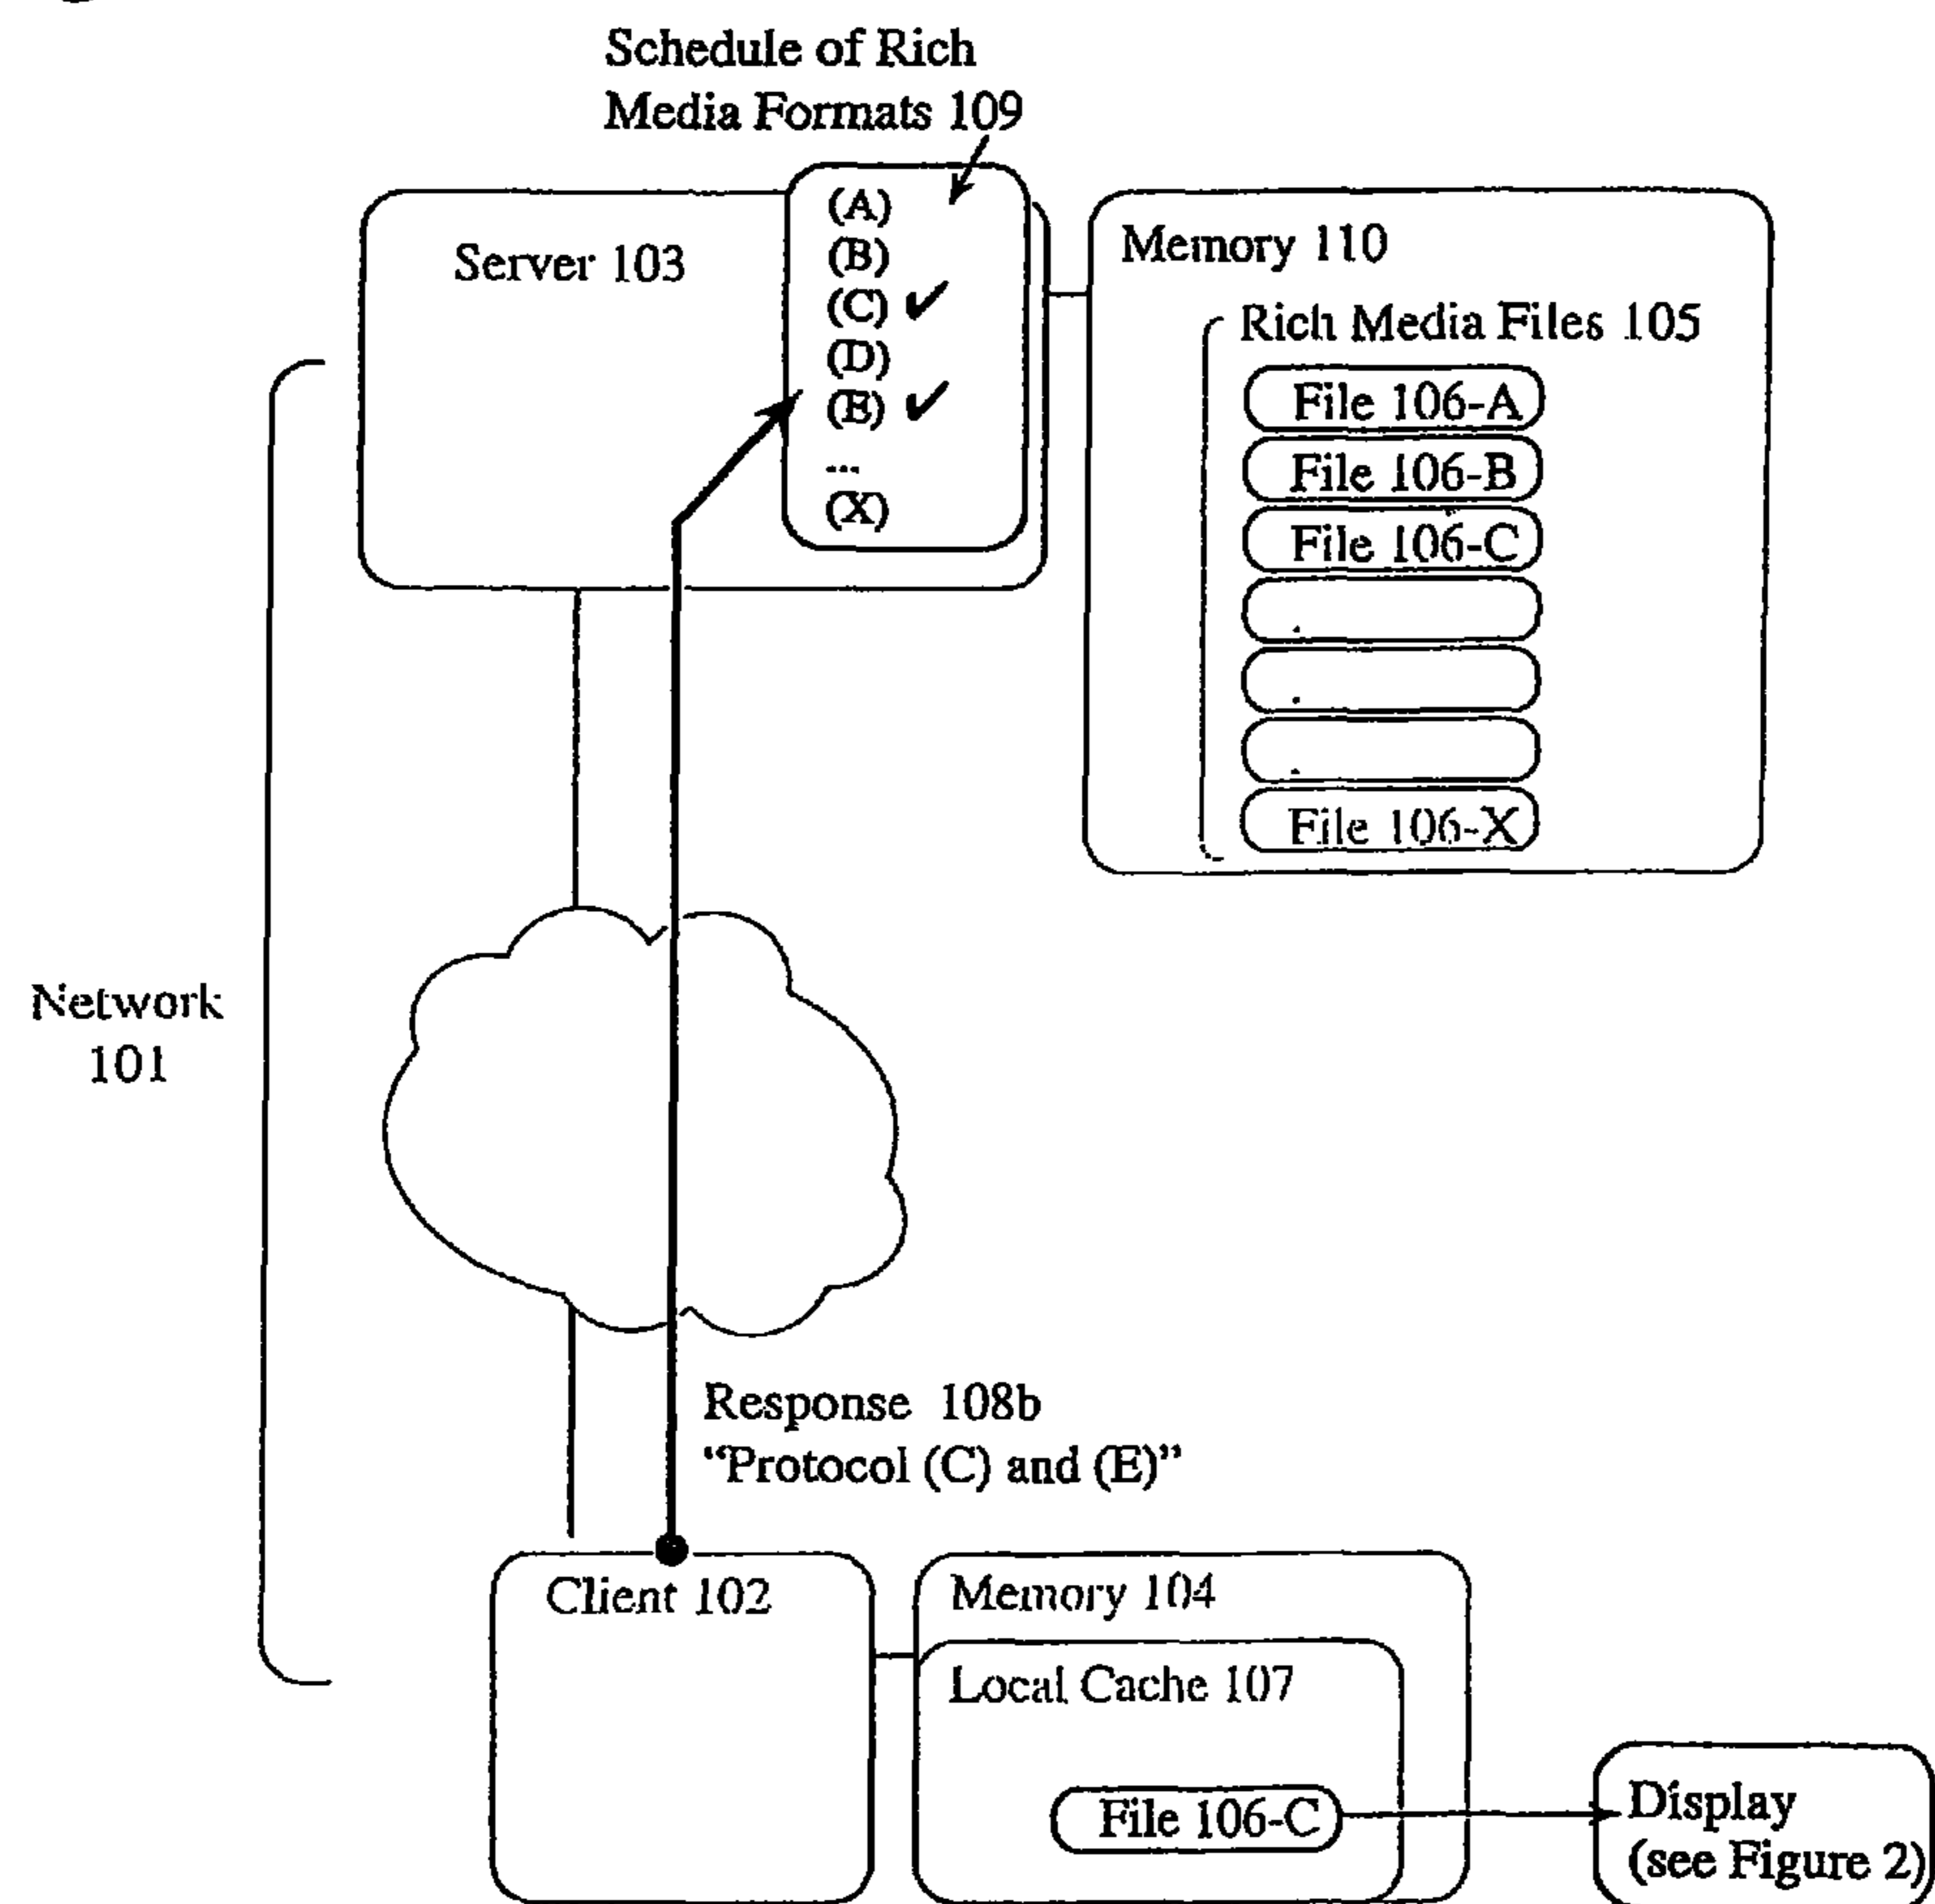 Schedule of Rich
Media Formats 109
(A)
(B)
(C) ✔
(D)
(E) ✔
...
(X)
Server 103
Memory 110
Rich Media Files 105
File 106-A
File 106-B
File 106-C
.
.
.
File 106-X
Network
101
Response 108b
“Protocol (C) and (E)”
Client 102
Memory 104
Local Cache 107
File 106-C
Display
(see Figure 2)